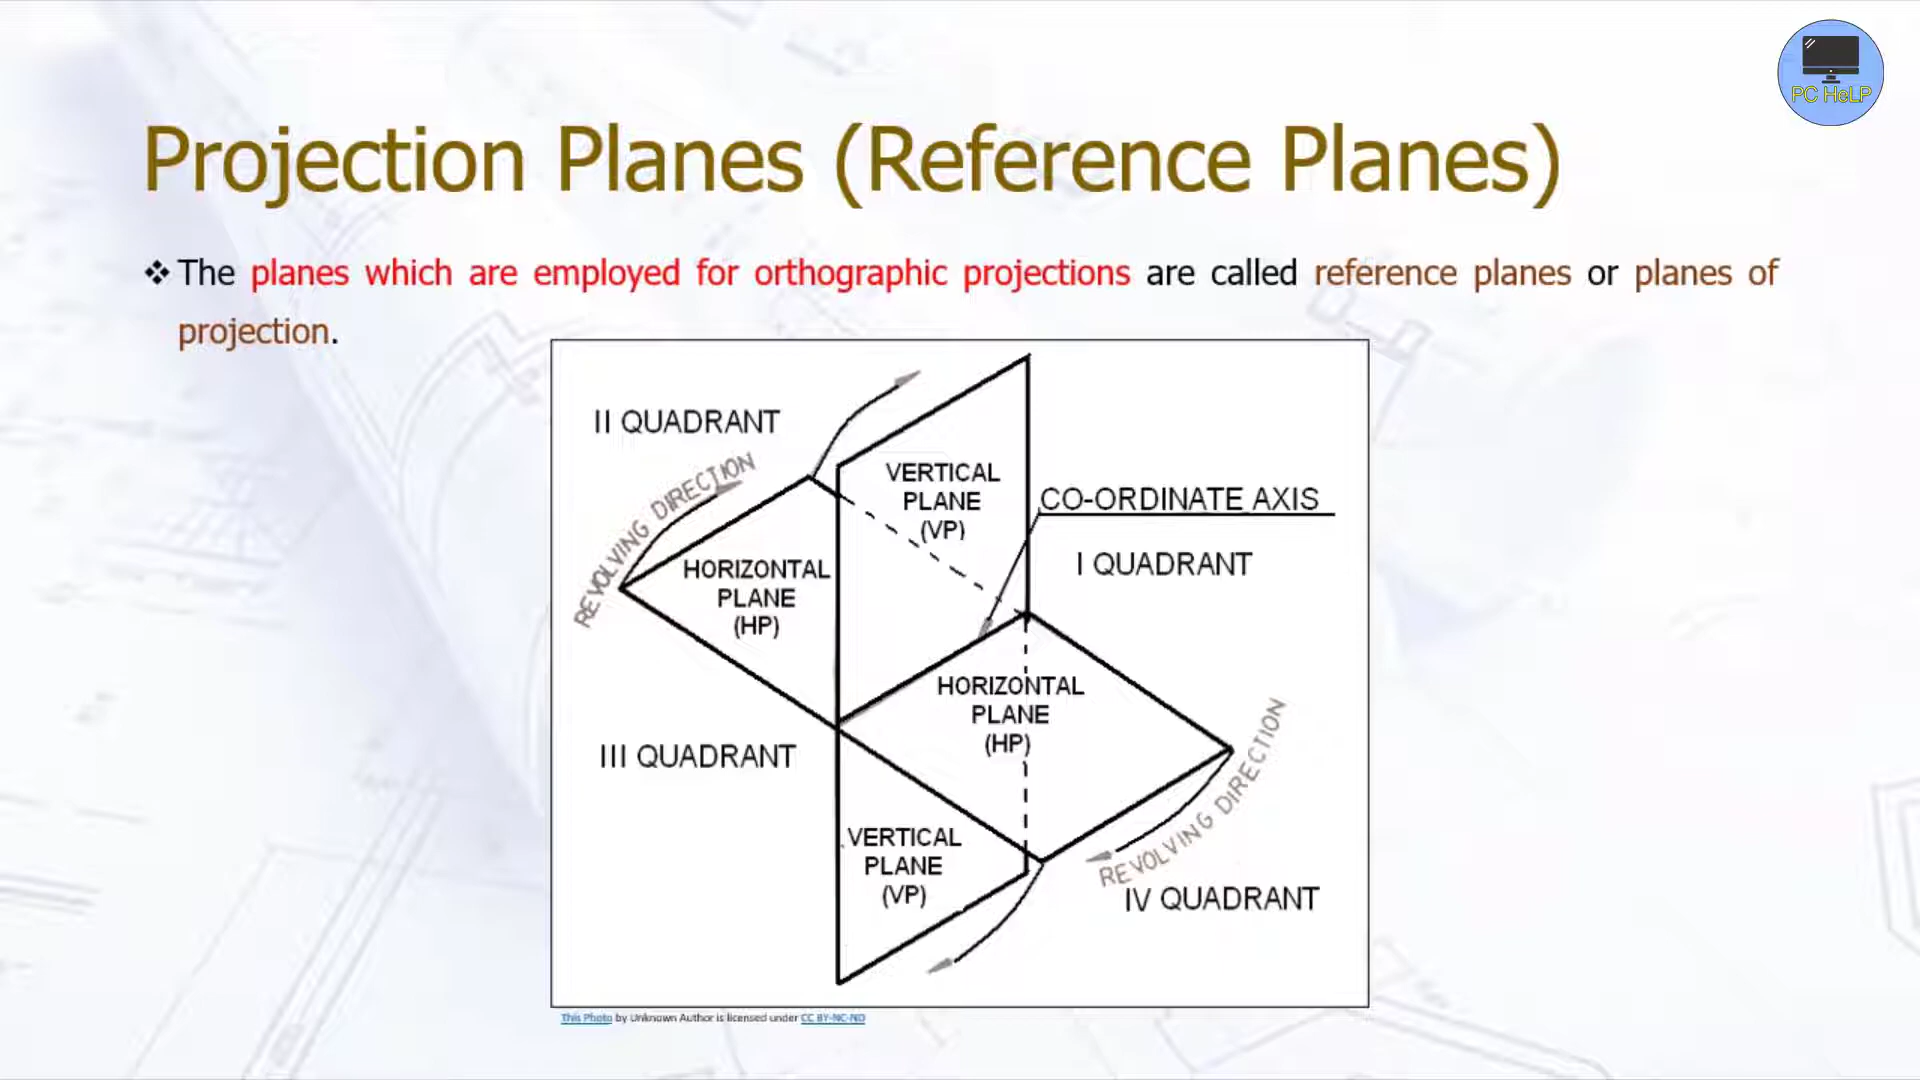 PC HeLP
Projection Planes (Reference Planes)
❖ The planes which are employed for orthographic projections are called reference planes or planes of
projection.
II QUADRANT
REVOLVING DIRECTION
VERTICAL
PLANE
(VP)
CO-ORDINATE AXIS
I QUADRANT
HORIZONTAL
PLANE
(HP)
HORIZONTAL
PLANE
(HP)
III QUADRANT
REVOLVING DIRECTION
VERTICAL
PLANE
(VP)
IV QUADRANT
This Photo by Unknown Author is licensed under CC BY-NC-ND